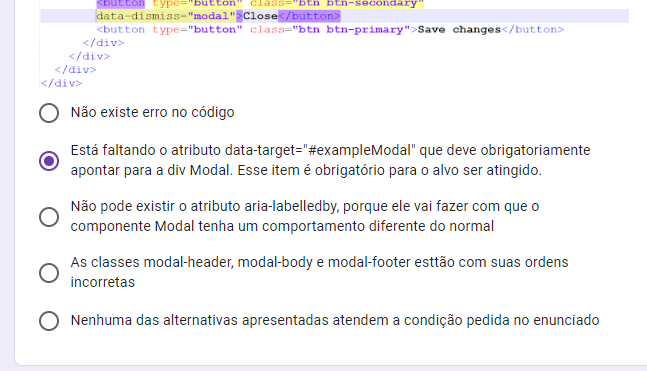 <button type="button" class="btn btn-secondary"
data-dismiss="modal">Close</button>
<button type="button" class="btn btn-primary">Save changes</button>
</div>
</div>
</div>
</div>
Não existe erro no código
Está faltando o atributo data-target="#exampleModal" que deve obrigatoriamente
apontar para a div Modal. Esse item é obrigatório para o alvo ser atingido.
Não pode existir o atributo aria-labelledby, porque ele vai fazer com que o
componente Modal tenha um comportamento diferente do normal
As classes modal-header, modal-body e modal-footer esttão com suas ordens
incorretas
Nenhuma das alternativas apresentadas atendem a condição pedida no enunciado